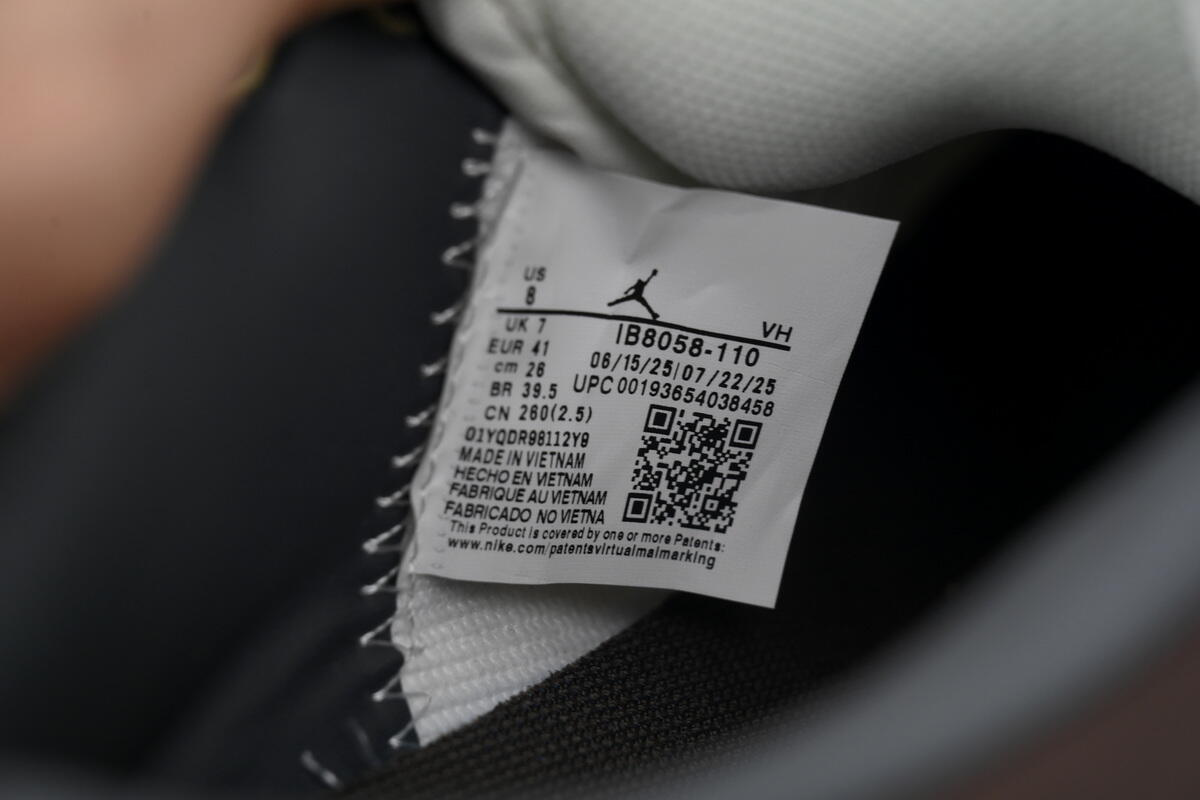 US
8
UK 7
EUR 41
cm 26
BR 39.5
CN 260(2.5)
01YQDR98112Y9
MADE IN VIETNAM
HECHO EN VIETNAM
FABRIQUE AU VIETNAM
FABRICADO NO VIETNA
VH
IB8058-110
06/15/25|07/22/25
UPC 00193654038458
This Product is covered by one or more Patents:
www.nike.com/patentsvirtualmalmarking